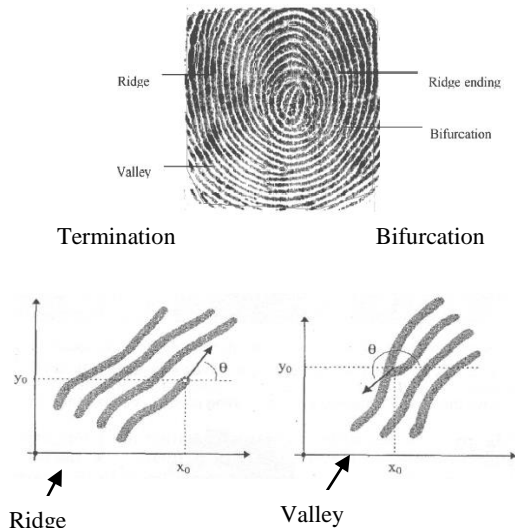 Ridge
Ridge ending
Bifurcation
Valley
Termination Bifurcation
y₀
θ
x₀
y₀
θ
x₀
Ridge
Valley